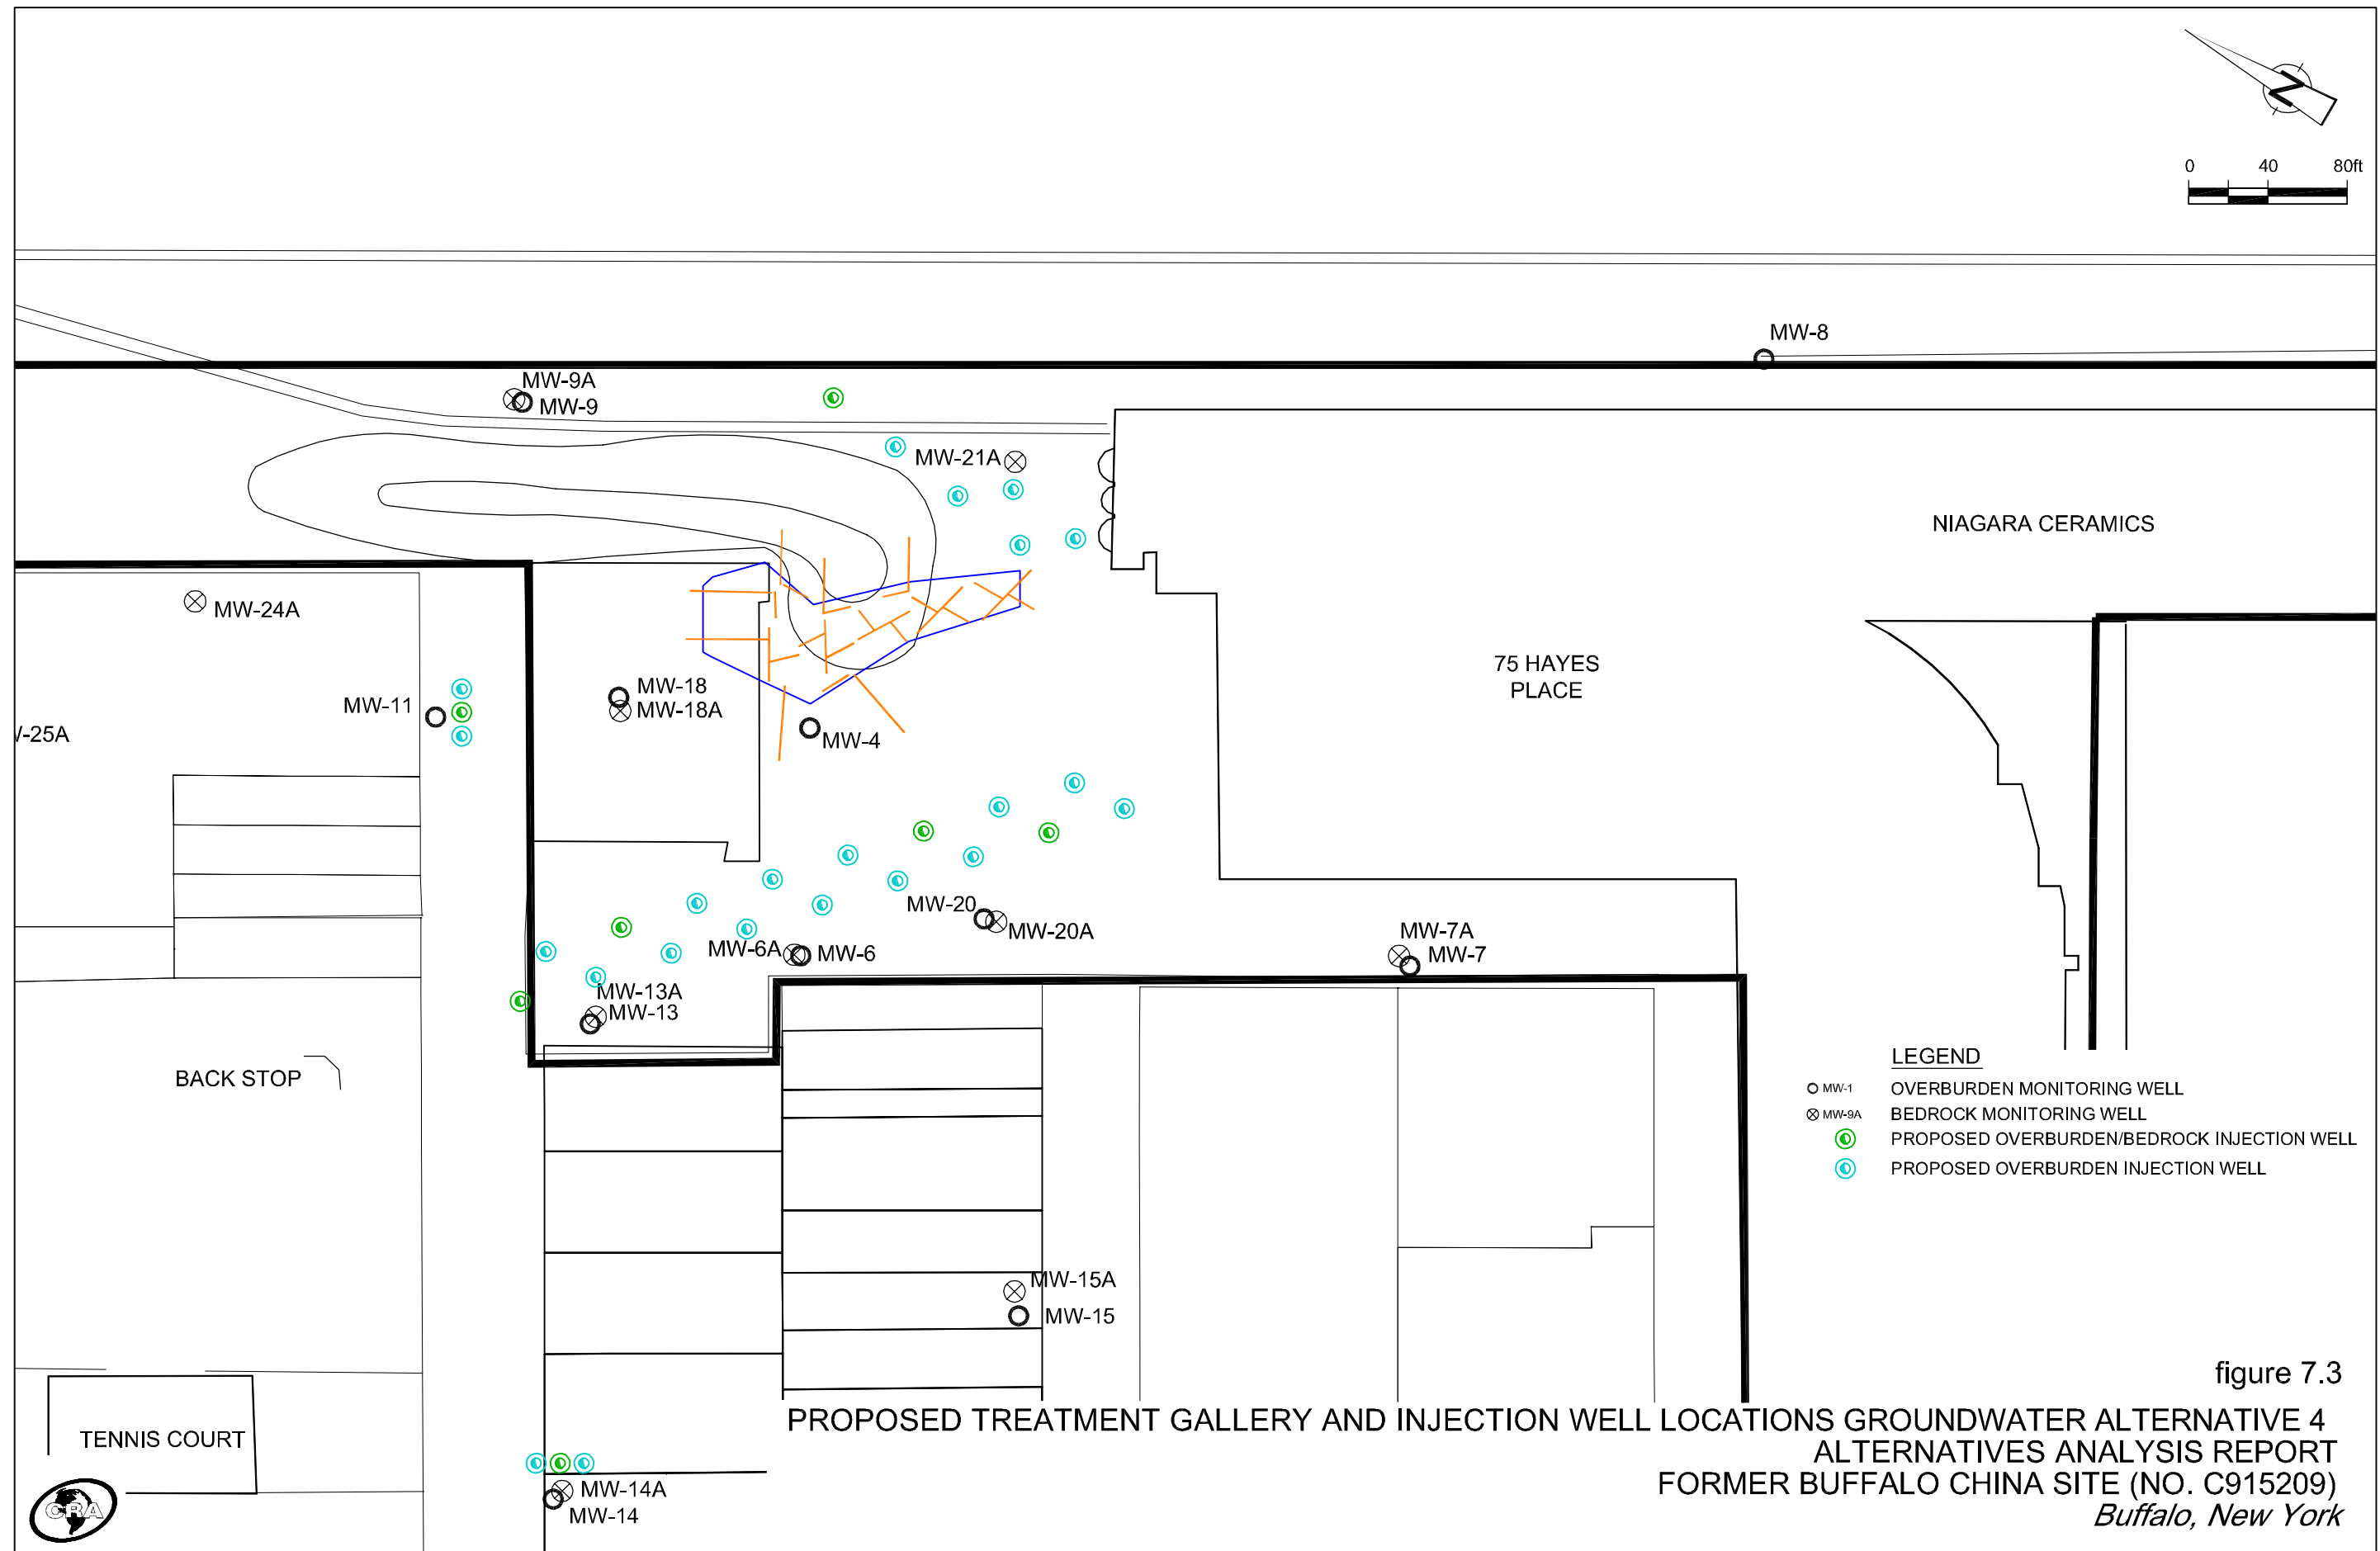 N
0 40 80ft
MW-8
MW-9A
MW-9
MW-21A
NIAGARA CERAMICS
MW-24A
75 HAYES
PLACE
MW-18
MW-11
MW-18A
-25A
MW-4
MW-20
MW-20A
MW-7A
MW-6A
MW-6
MW-7
MW-13A
MW-13
LEGEND
BACK STOP
MW-1 OVERBURDEN MONITORING WELL
MW-9A BEDROCK MONITORING WELL
PROPOSED OVERBURDEN/BEDROCK INJECTION WELL
PROPOSED OVERBURDEN INJECTION WELL
MW-15A
MW-15
figure 7.3
PROPOSED TREATMENT GALLERY AND INJECTION WELL LOCATIONS GROUNDWATER ALTERNATIVE 4
TENNIS COURT
ALTERNATIVES ANALYSIS REPORT
FORMER BUFFALO CHINA SITE (NO. C915209)
MW-14A
CRA
MW-14
Buffalo, New York